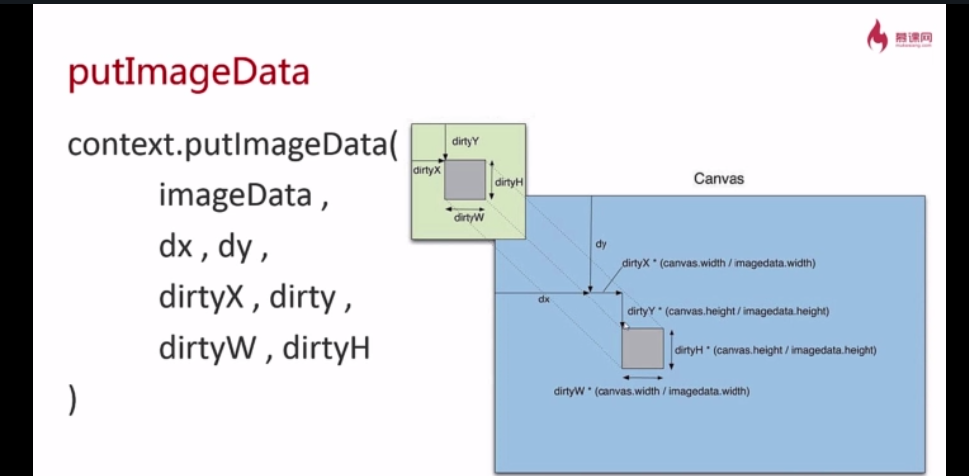 慕课网
putImageData
context.putImageData(
imageData ,
dx , dy ,
dirtyX , dirty ,
dirtyW , dirtyH
)
dirtyY
dirtyX
dirtyH
dirtyW
Canvas
dy
dirtyX * (canvas.width / imagedata.width)
dx
dirtyY * (canvas.height / imagedata.height)
dirtyH * (canvas.height / imagedata.height)
dirtyW * (canvas.width / imagedata.width)